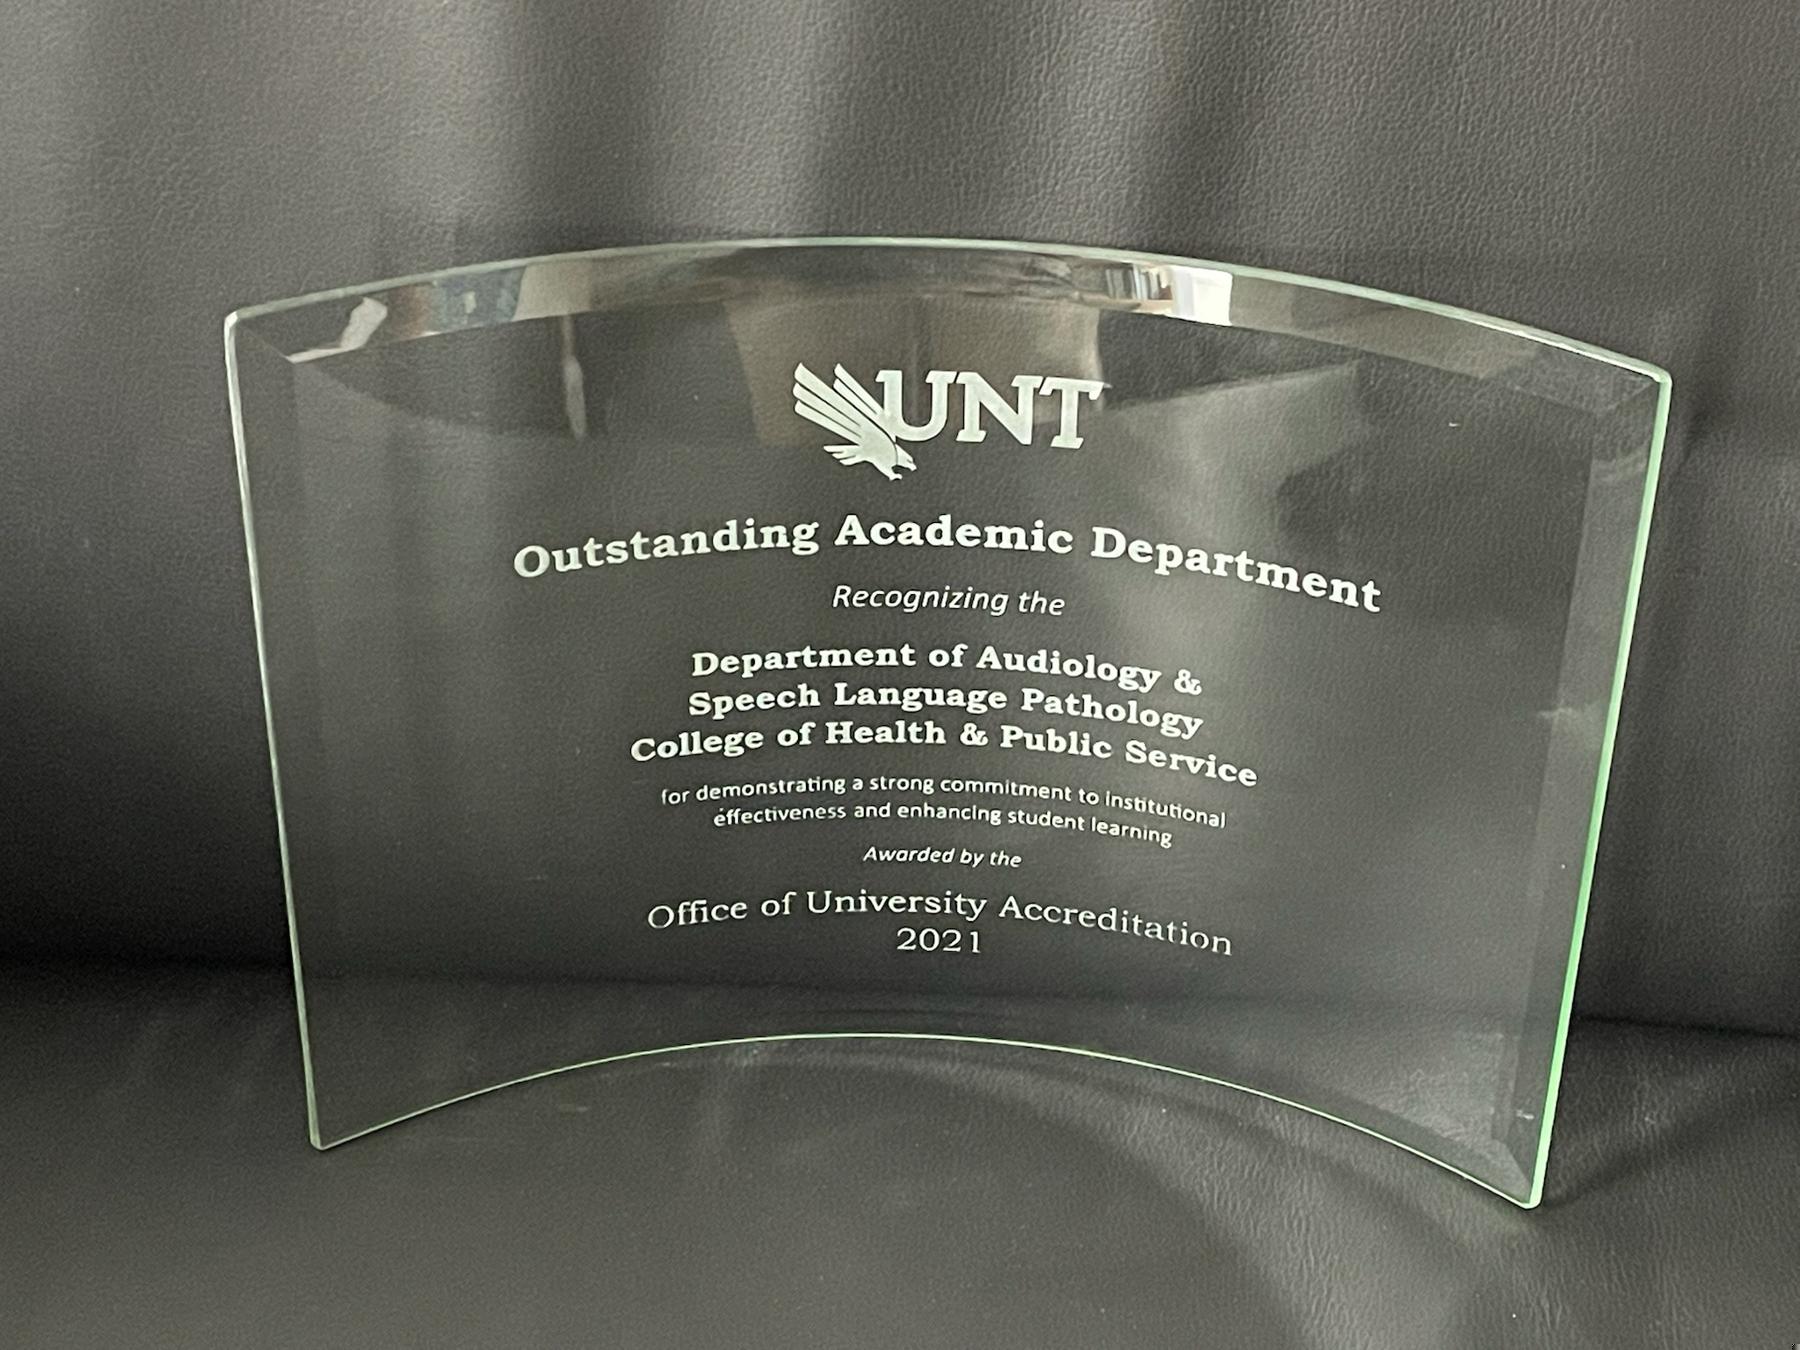 UNT
Outstanding Academic Department
Recognizing the
Department of Audiology &
Speech Language Pathology
College of Health & Public Service
for demonstrating a strong commitment to institutional
effectiveness and enhancing student learning
Awarded by the
Office of University Accreditation
2021